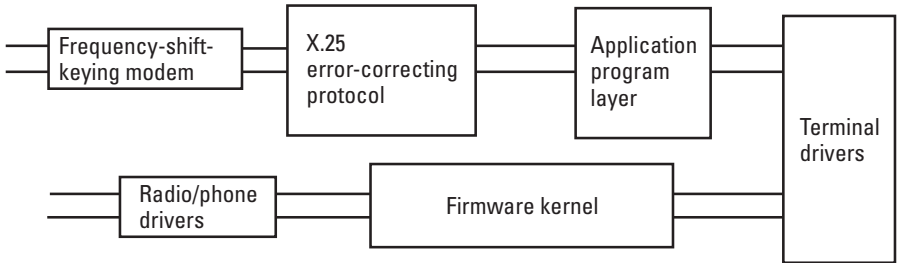 Frequency-shift-
keying modem
X.25
error-correcting
protocol
Application
program
layer
Terminal
drivers
Radio/phone
drivers
Firmware kernel